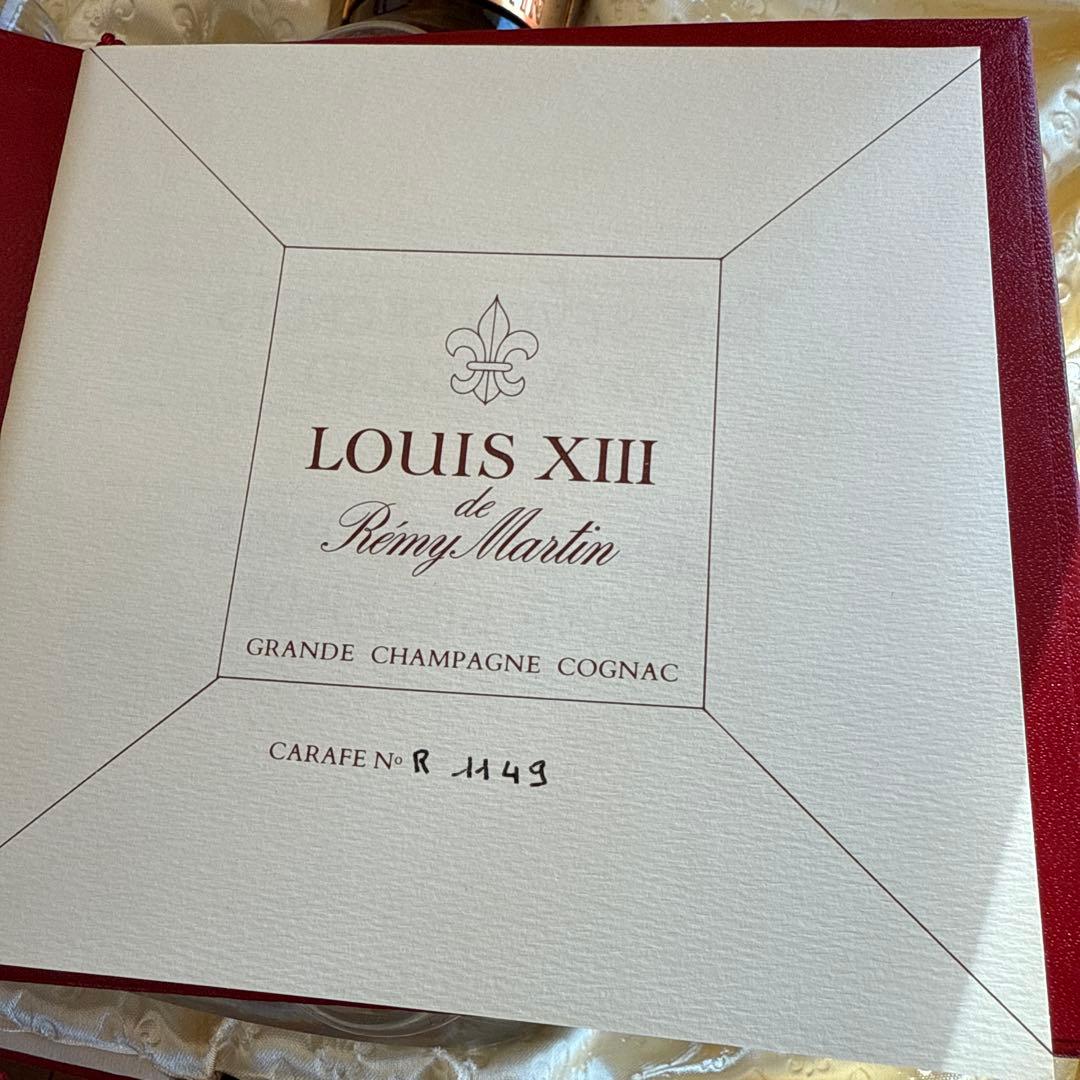 LOUIS XIII
de
Rémy Martin
GRANDE CHAMPAGNE COGNAC
CARAFE Nº R 1149